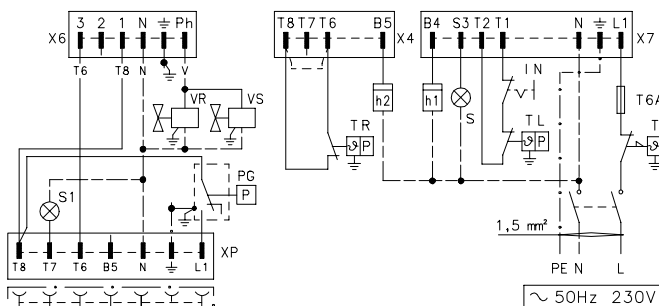 3 2 1 N Ph
X6
T6 T8 N V
VR VS
T8 T7 T6 B5
X4
B4 S3 T2 T1 N L1
X7
IN
h2 h1 S
T6A
TR
P
TL
P
PG
P
S1
1,5 mm²
XP
T8 T7 T6 B5 N L1
PE N L
~ 50Hz 230V